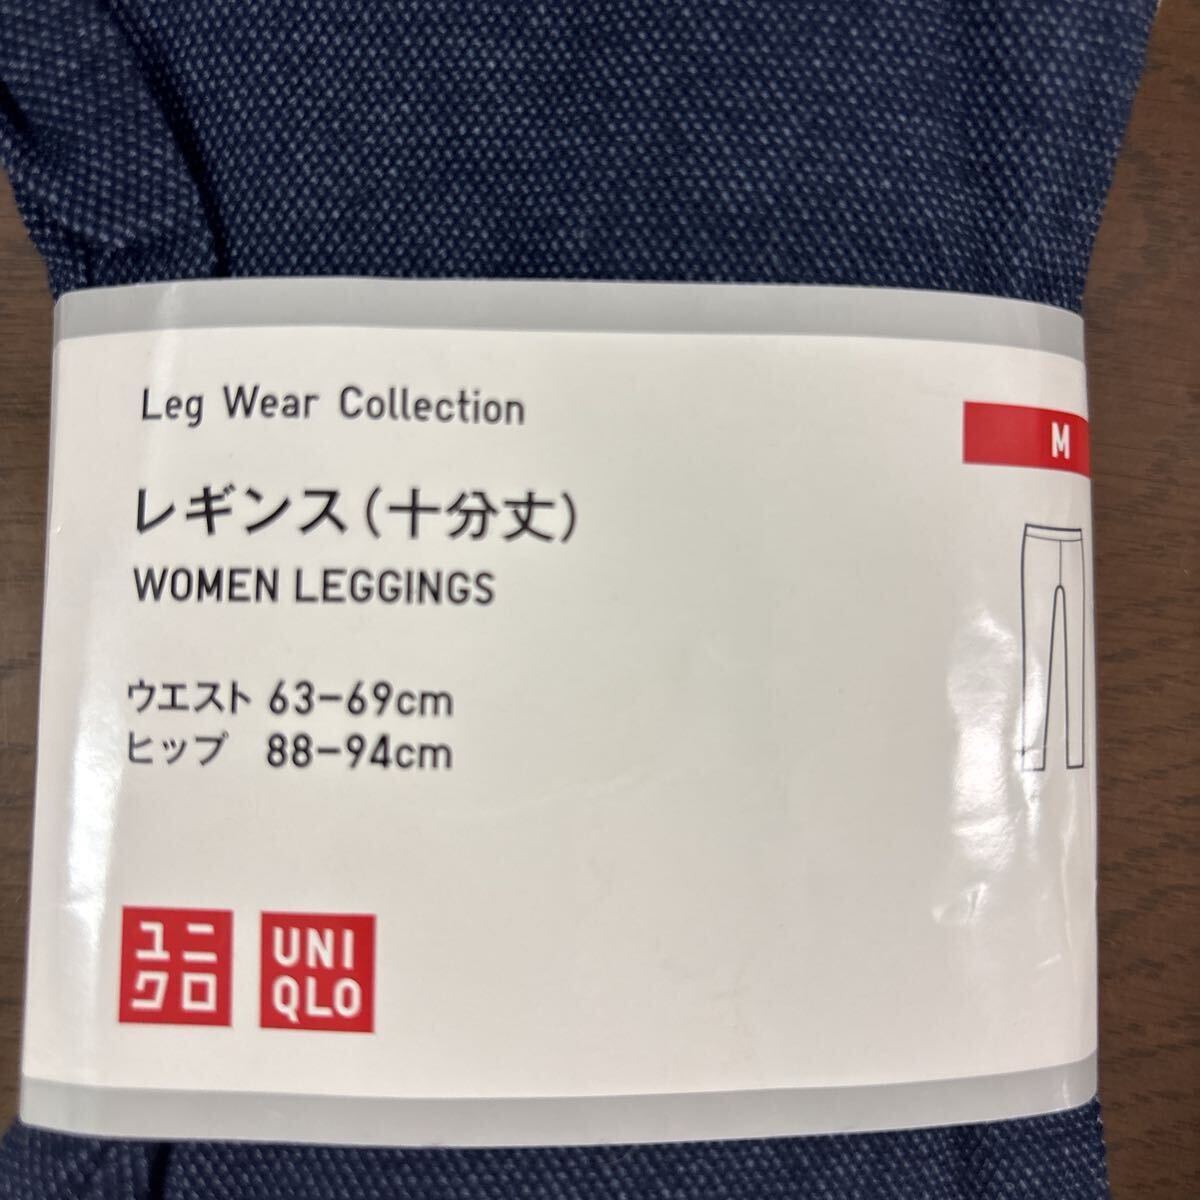 Leg Wear Collection
M
レギンス(十分丈)
WOMEN LEGGINGS
ウエスト 63-69cm
ヒップ 88-94cm
ユニ
クロ
UNI
QLO